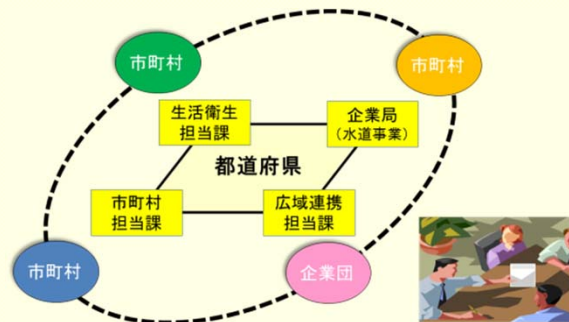 市町村
市町村
生活衛生
担当課
企業局
（水道事業）
都道府県
市町村
担当課
広域連携
担当課
市町村
企業団